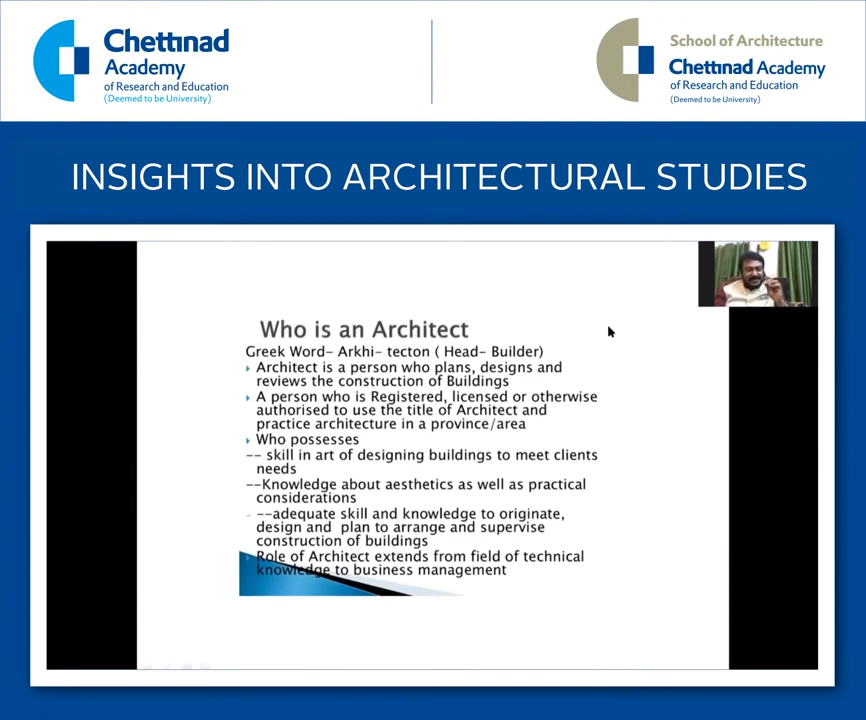 Chettinad
Academy
of Research and Education
(Deemed to be University)
School of Architecture
Chettinad Academy
of Research and Education
(Deemed to be University)
INSIGHTS INTO ARCHITECTURAL STUDIES
Who is an Architect
Greek Word- Arkhi- tecton ( Head- Builder)
Architect is a person who plans, designs and
reviews the construction of Buildings
A person who is Registered, licensed or otherwise
authorised to use the title of Architect and
practice architecture in a province/area
Who possesses
-- skill in art of designing buildings to meet clients
needs
--Knowledge about aesthetics as well as practical
considerations
- --adequate skill and knowledge to originate,
design and plan to arrange and supervise
construction of buildings
Role of Architect extends from field of technical
knowledge to business management